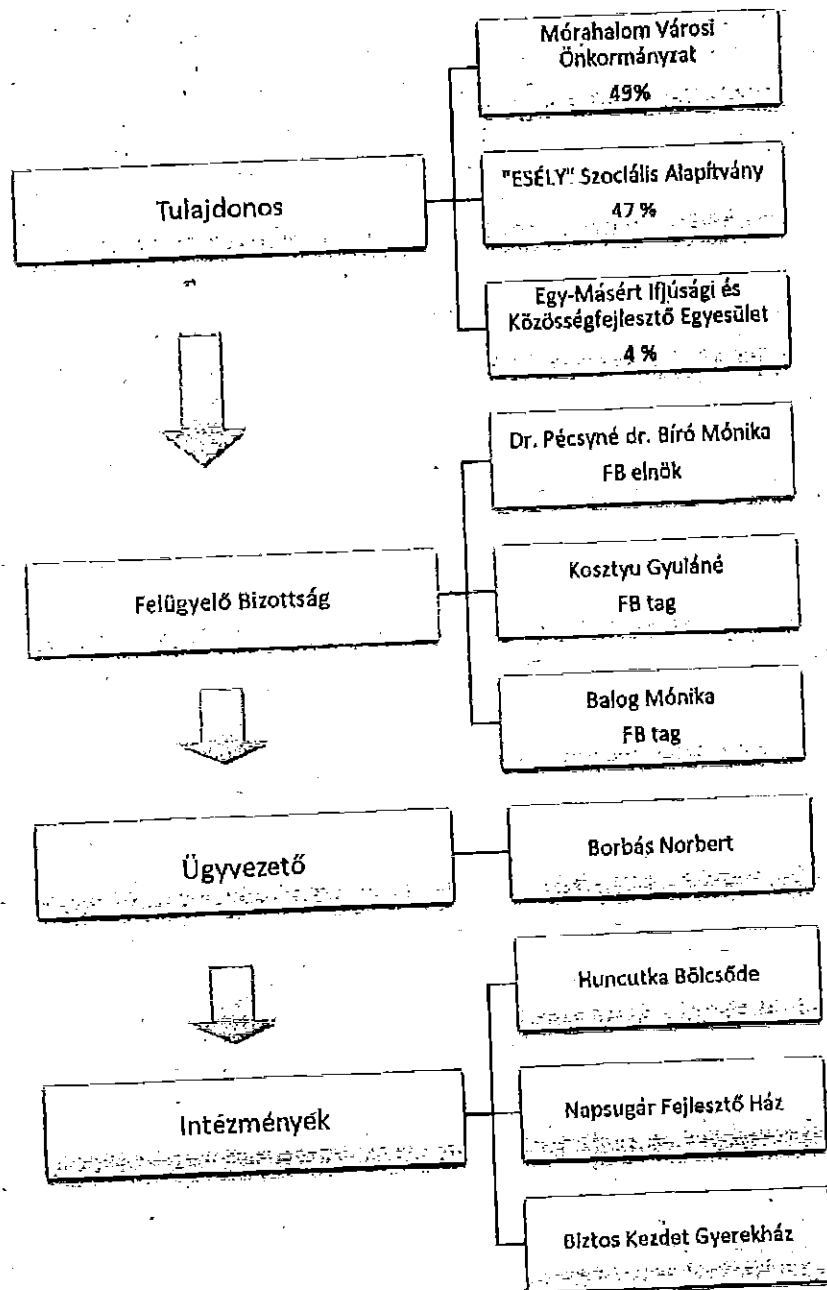 Tulajdonos
Mórahalom Városi
Önkormányzat
49%
"ESÉLY" Szociális Alapítvány
47 %
Egy-Másért Ifjúsági és
Közösségfejlesztő Egyesület
4 %
Felügyelő Bizottság
Dr. Pécsyné dr. Bíró Mónika
FB elnök
Kosztyu Gyuláné
FB tag
Balog Mónika
FB tag
Ügyvezető
Borbás Norbert
Intézmények
Huncutka Bölcsőde
Napsugár Fejlesztő Ház
Biztos Kezdet Gyerekház